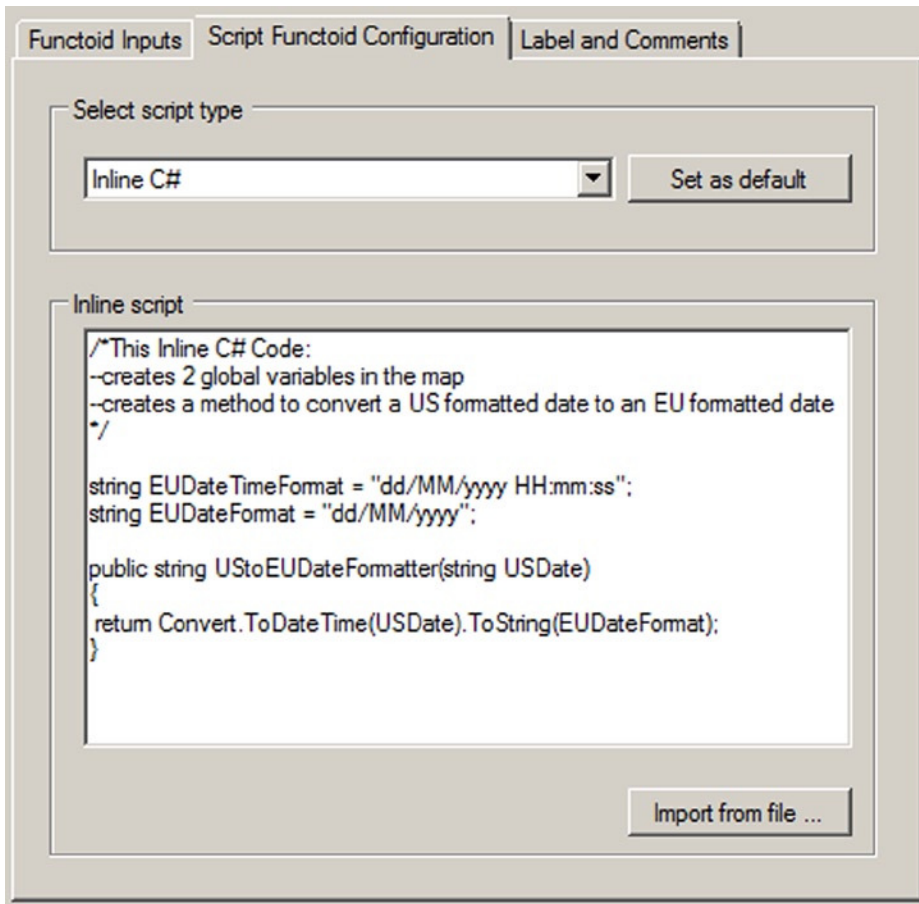 Functoid Inputs Script Functoid Configuration Label and Comments
Select script type
Inline C#
Set as default
Inline script
/*This Inline C# Code:
--creates 2 global variables in the map
--creates a method to convert a US formatted date to an EU formatted date
*/
string EUDateTimeFormat = "dd/MM/yyyy HH:mm:ss";
string EUDateFormat = "dd/MM/yyyy";
public string UStoEUDateFormatter(string USDate)
{
return Convert.ToDateTime(USDate).ToString(EUDateFormat);
}
Import from file ...